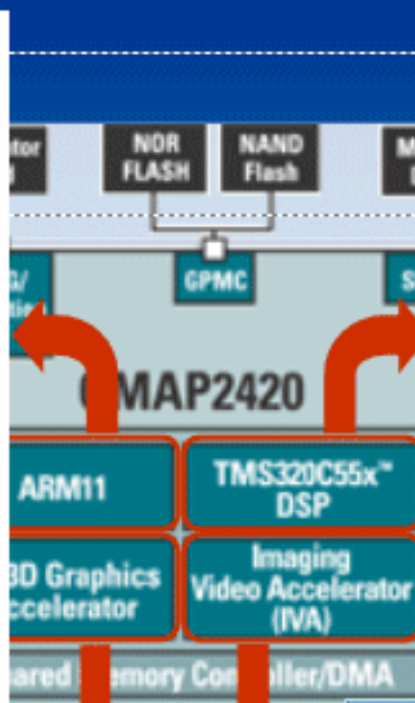 NOR
FLASH
NAND
Flash
GPMC
MAP2420
ARM11
TMS320C55x™
DSP
3D Graphics
ccelerator
Imaging
Video Accelerator
(IVA)
ared emory Con ller/DMA